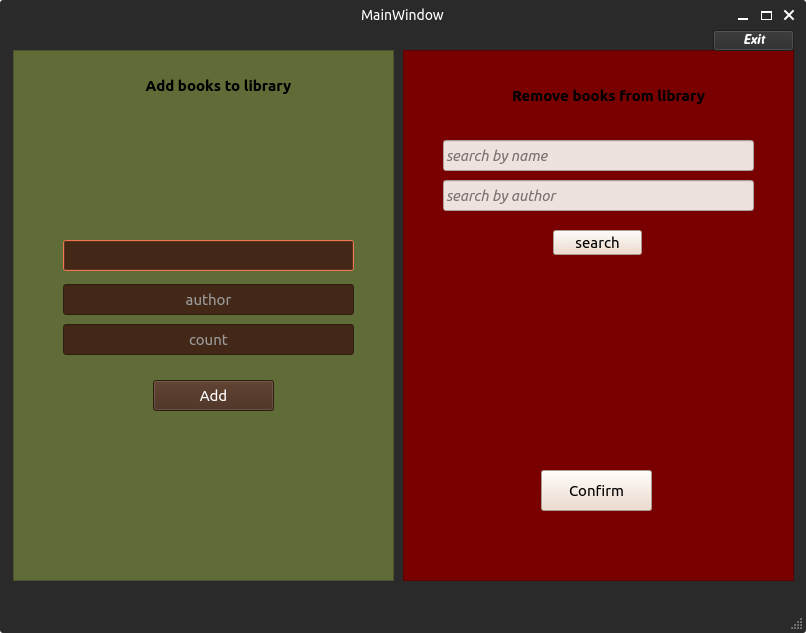 MainWindow
Exit
Add books to library
author
count
Add
Remove books from library
search by name
search by author
search
Confirm